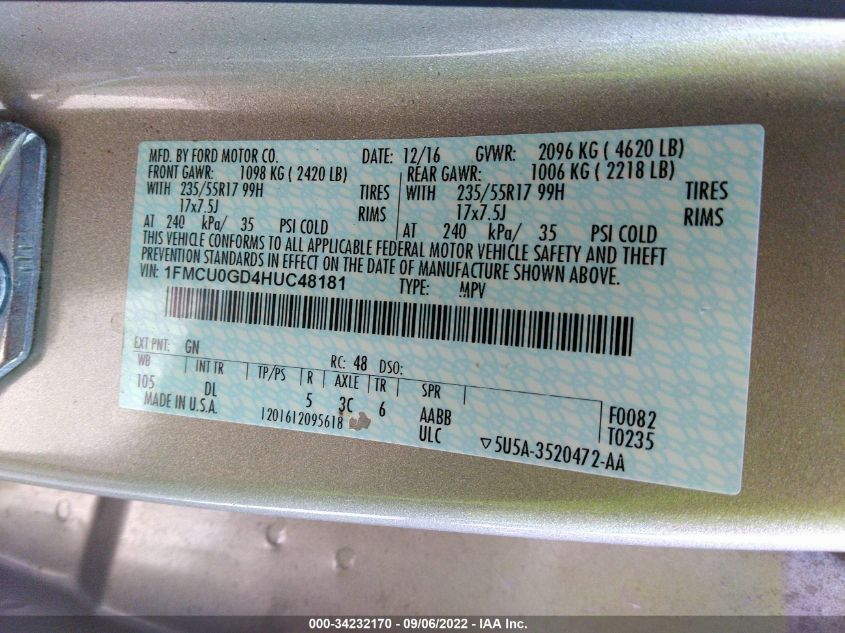 MFD. BY FORD MOTOR CO. DATE: 12/16 GVWR: 2096 KG ( 4620 LB)
FRONT GAWR: 1098 KG ( 2420 LB) REAR GAWR: 1006 KG ( 2218 LB)
WITH 235/55R17 99H TIRES WITH 235/55R17 99H TIRES
17x7.5J RIMS 17x7.5J RIMS
AT 240 kPa/ 35 PSI COLD AT 240 kPa/ 35 PSI COLD
THIS VEHICLE CONFORMS TO ALL APPLICABLE FEDERAL MOTOR VEHICLE SAFETY AND THEFT
PREVENTION STANDARDS IN EFFECT ON THE DATE OF MANUFACTURE SHOWN ABOVE.
VIN: 1FMCU0GD4HUC48181 TYPE: MPV
EXT PNT: GN RC: 48 DSO:
WB INT TR TP/PS R AXLE TR SPR
105 DL 5 3C 6 AABB F0082
MADE IN U.S.A. I201612095618 ULC T0235
▽5U5A-3520472-AA
000-34232170 - 09/06/2022 - IAA Inc.